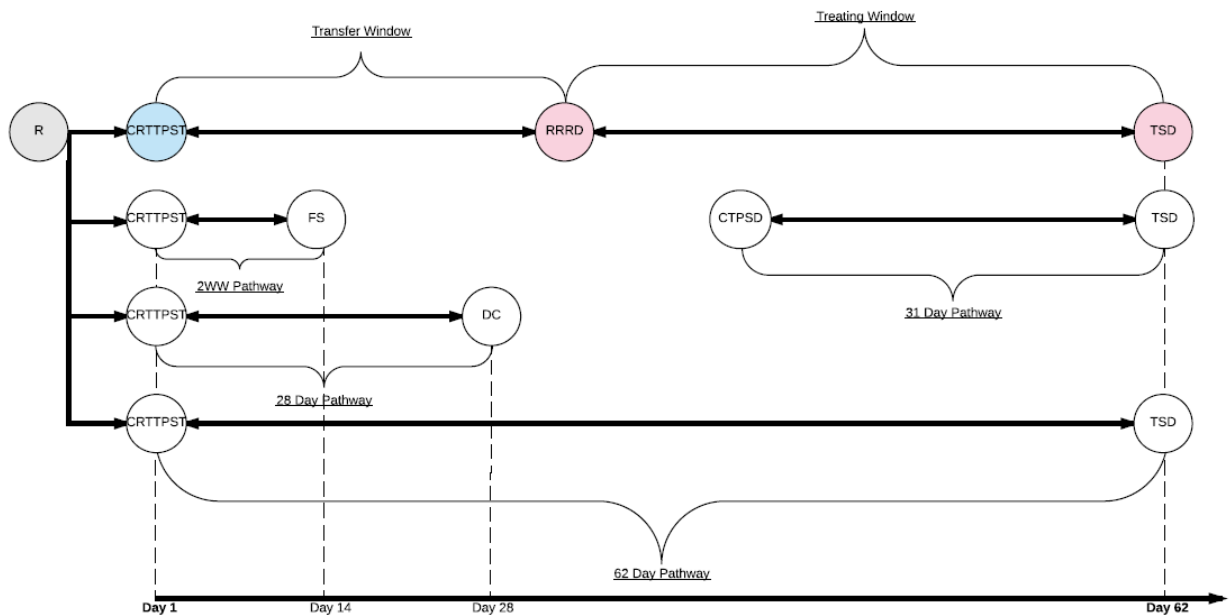 Treating Window
Transfer Window
R
CRTTPST
RRRD
TSD
CRTTPST
FS
CTPSD
TSD
2WW Pathway
31 Day Pathway
CRTTPST
DC
28 Day Pathway
CRTTPST
TSD
62 Day Pathway
Day 1
Day 14
Day 28
Day 62